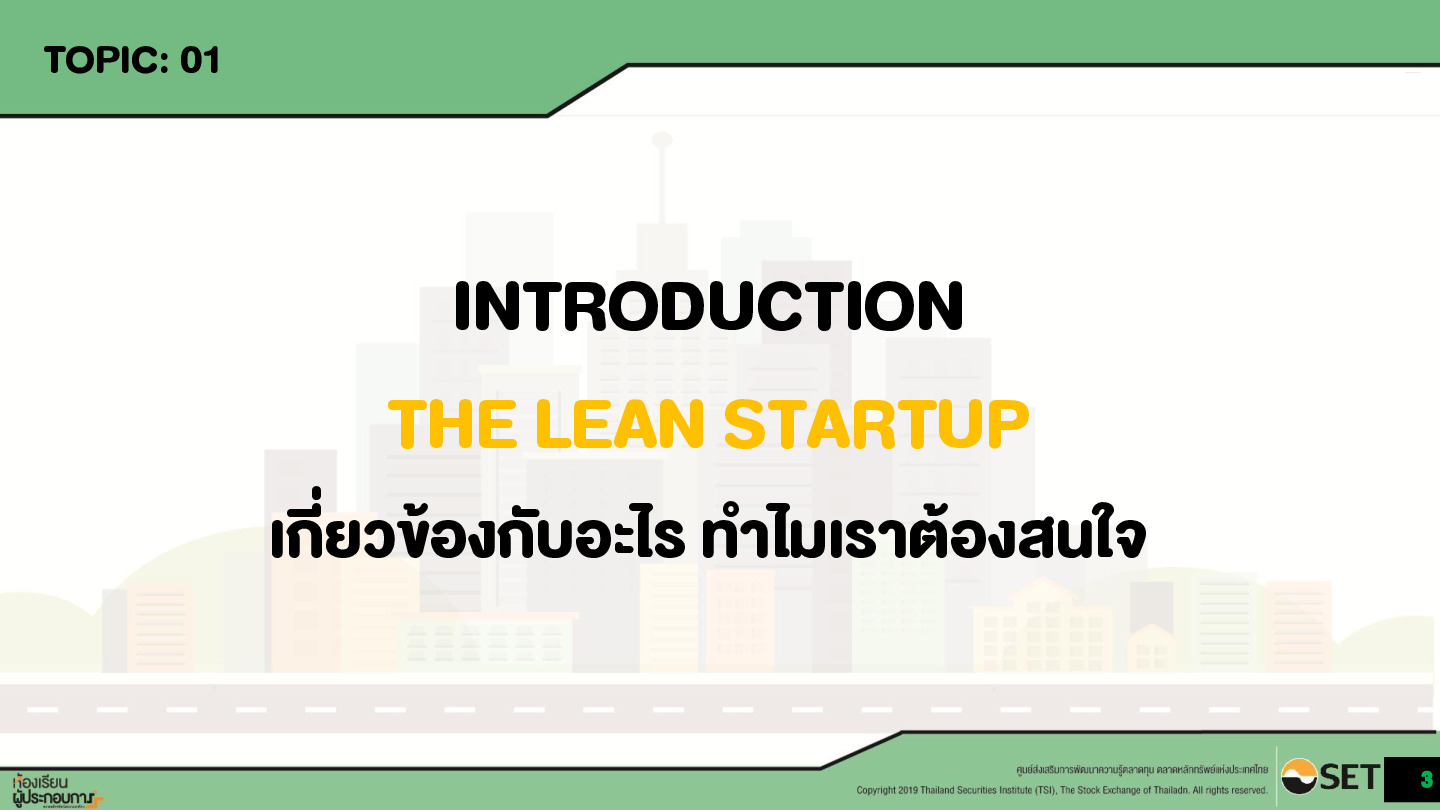 TOPIC: 01
INTRODUCTION
THE LEAN STARTUP
เกี่ยวข้องกับอะไร ทำไมเราต้องสนใจ
ห้องเรียน
ผู้ประกอบการ
ศูนย์ส่งเสริมการพัฒนาความรู้ตลาดทุน ตลาดหลักทรัพย์แห่งประเทศไทย
Copyright 2019 Thailand Securities Institute (TSI), The Stock Exchange of Thailadn. All rights reserved.
SET
3